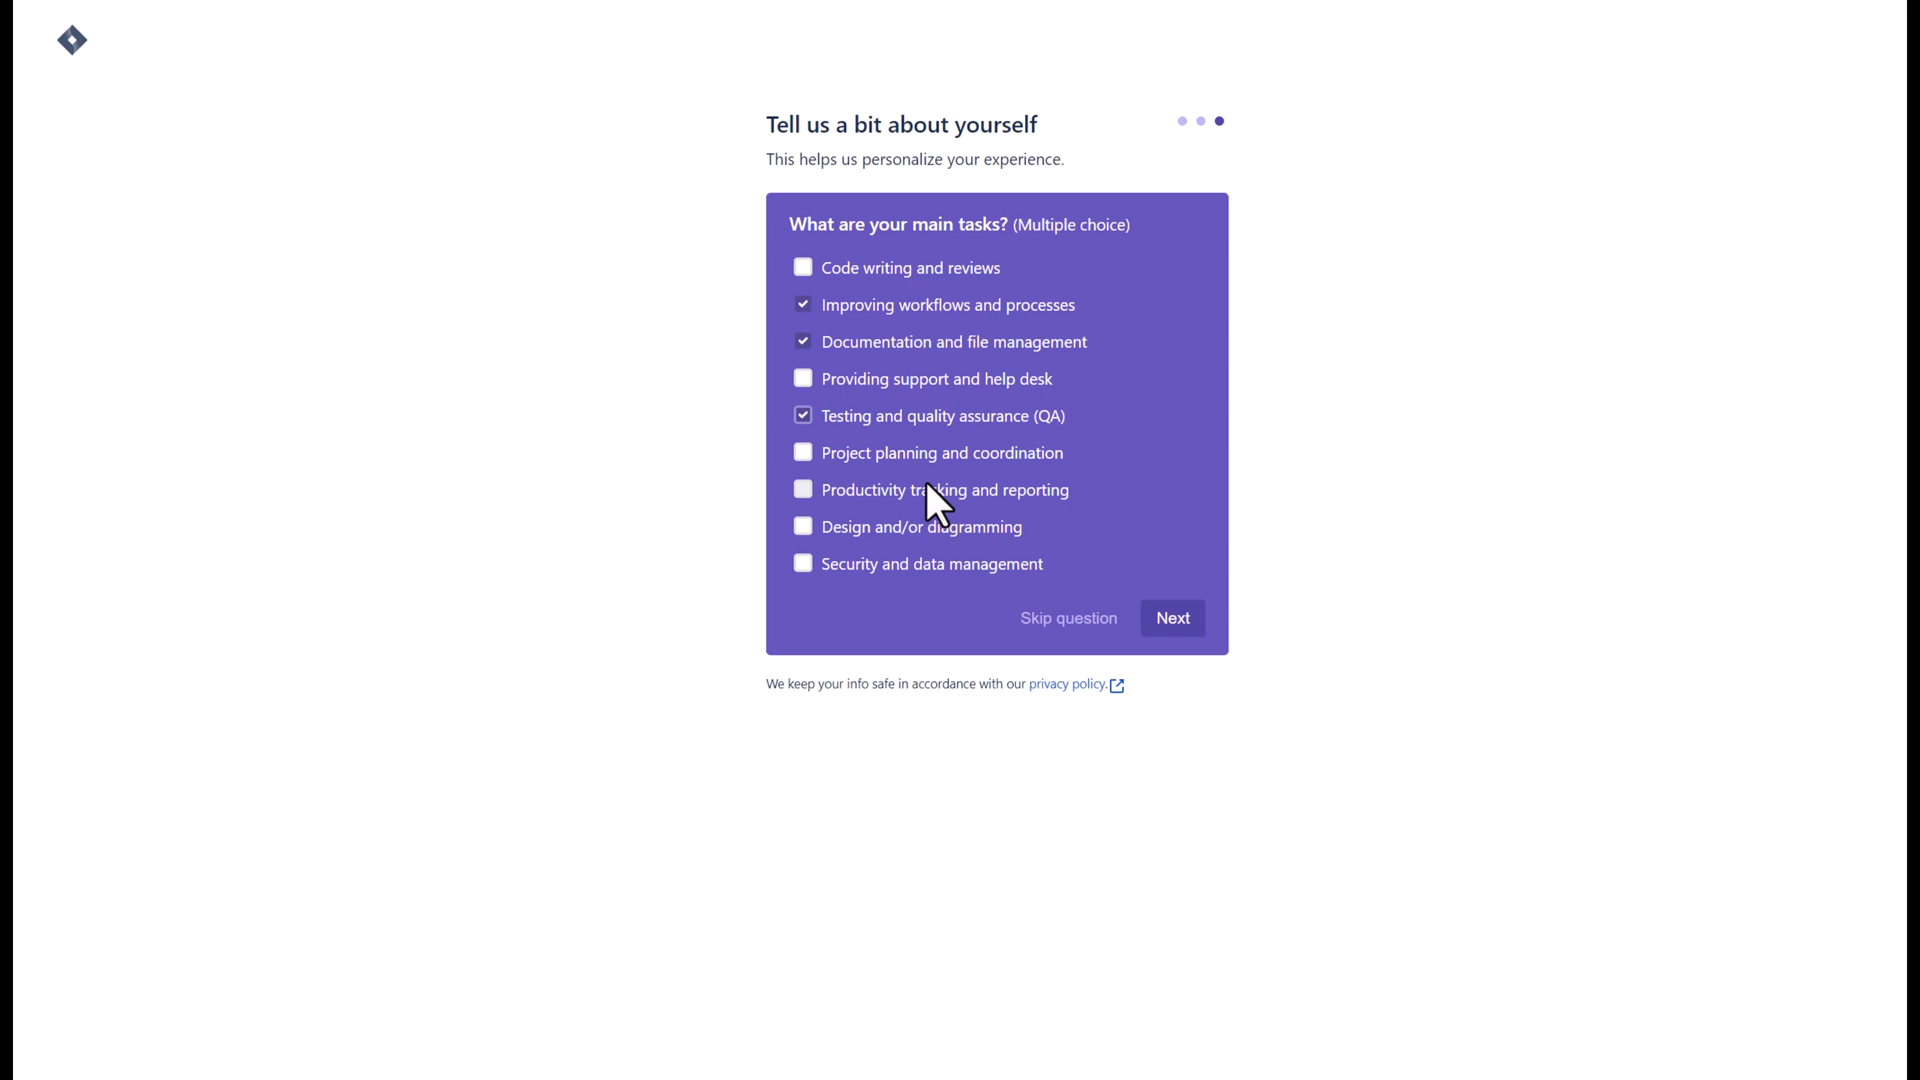 Tell us a bit about yourself
This helps us personalize your experience.
What are your main tasks? (Multiple choice)
Code writing and reviews
Improving workflows and processes
Documentation and file management
Providing support and help desk
Testing and quality assurance (QA)
Project planning and coordination
Productivity tracking and reporting
Design and/or diagramming
Security and data management
Skip question Next
We keep your info safe in accordance with our privacy policy.